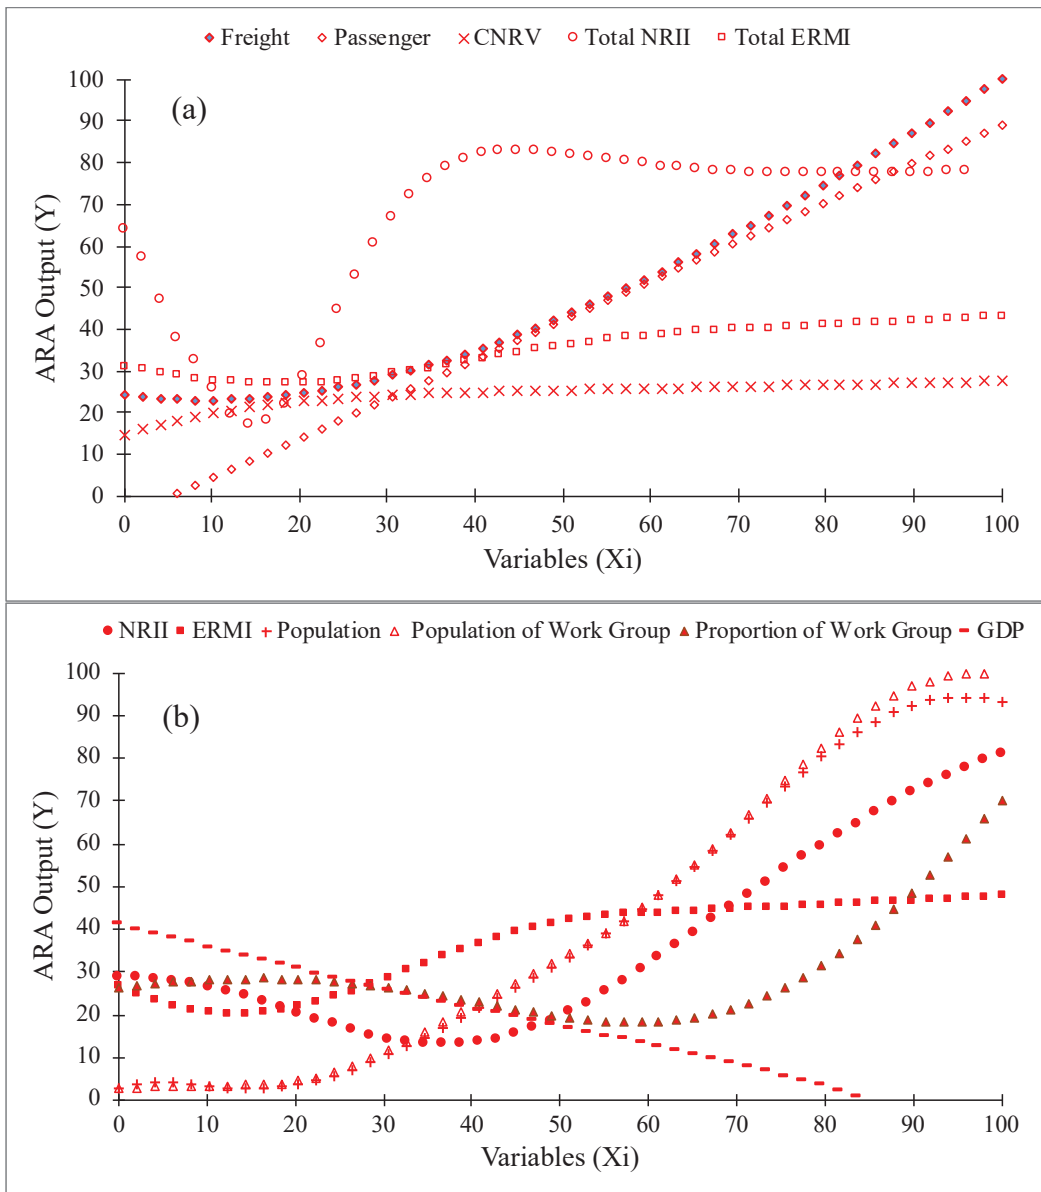 Freight Passenger CNRV Total NRII Total ERMI
(a)
100
90
80
70
60
50
40
30
20
10
0
ARA Output (Y)
0 10 20 30 40 50 60 70 80 90 100
Variables (Xi)
NRII ERMI Population Population of Work Group Proportion of Work Group GDP
(b)
100
90
80
70
60
50
40
30
20
10
0
ARA Output (Y)
0 10 20 30 40 50 60 70 80 90 100
Variables (Xi)